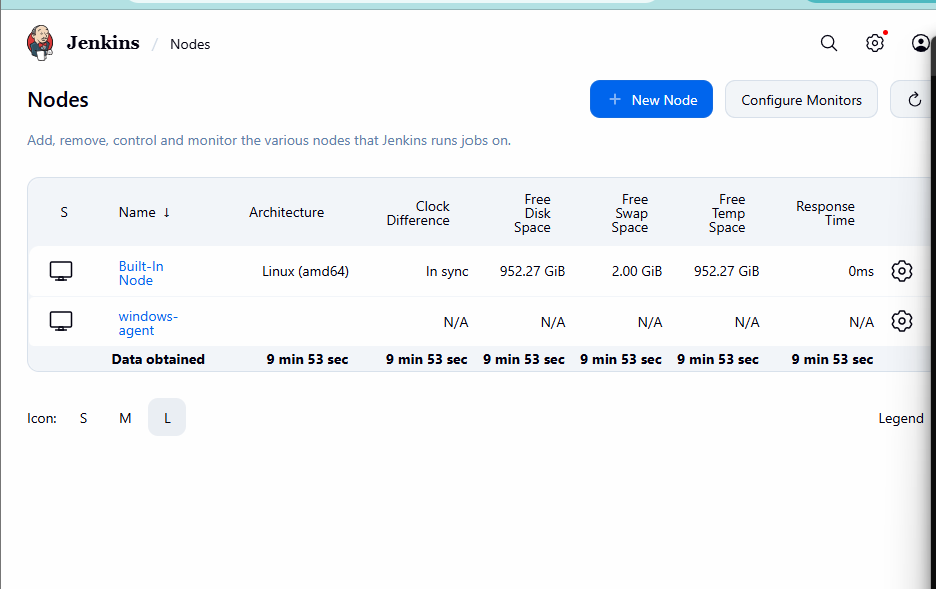 Jenkins / Nodes
Nodes
+ New Node
Configure Monitors
Add, remove, control and monitor the various nodes that Jenkins runs jobs on.
S Name ↓ Architecture Clock Difference Free Disk Space Free Swap Space Free Temp Space Response Time
Built-In Node Linux (amd64) In sync 952.27 GiB 2.00 GiB 952.27 GiB 0ms
windows-agent N/A N/A N/A N/A N/A
Data obtained 9 min 53 sec 9 min 53 sec 9 min 53 sec 9 min 53 sec 9 min 53 sec 9 min 53 sec
Icon: S M L Legend